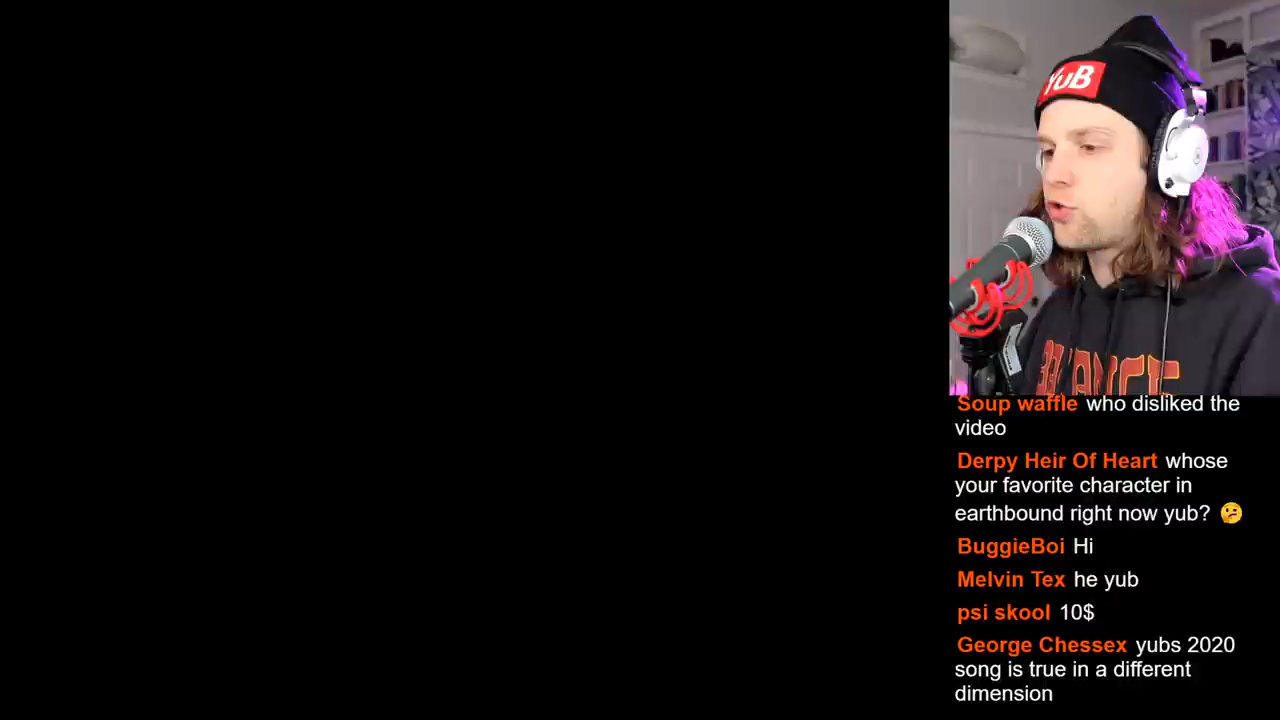 YuB
BALANCE
Soup waffle who disliked the
video
Derpy Heir Of Heart whose
your favorite character in
earthbound right now yub? 🤔
BuggieBoi Hi
Melvin Tex he yub
psi skool 10$
George Chessex yubs 2020
song is true in a different
dimension